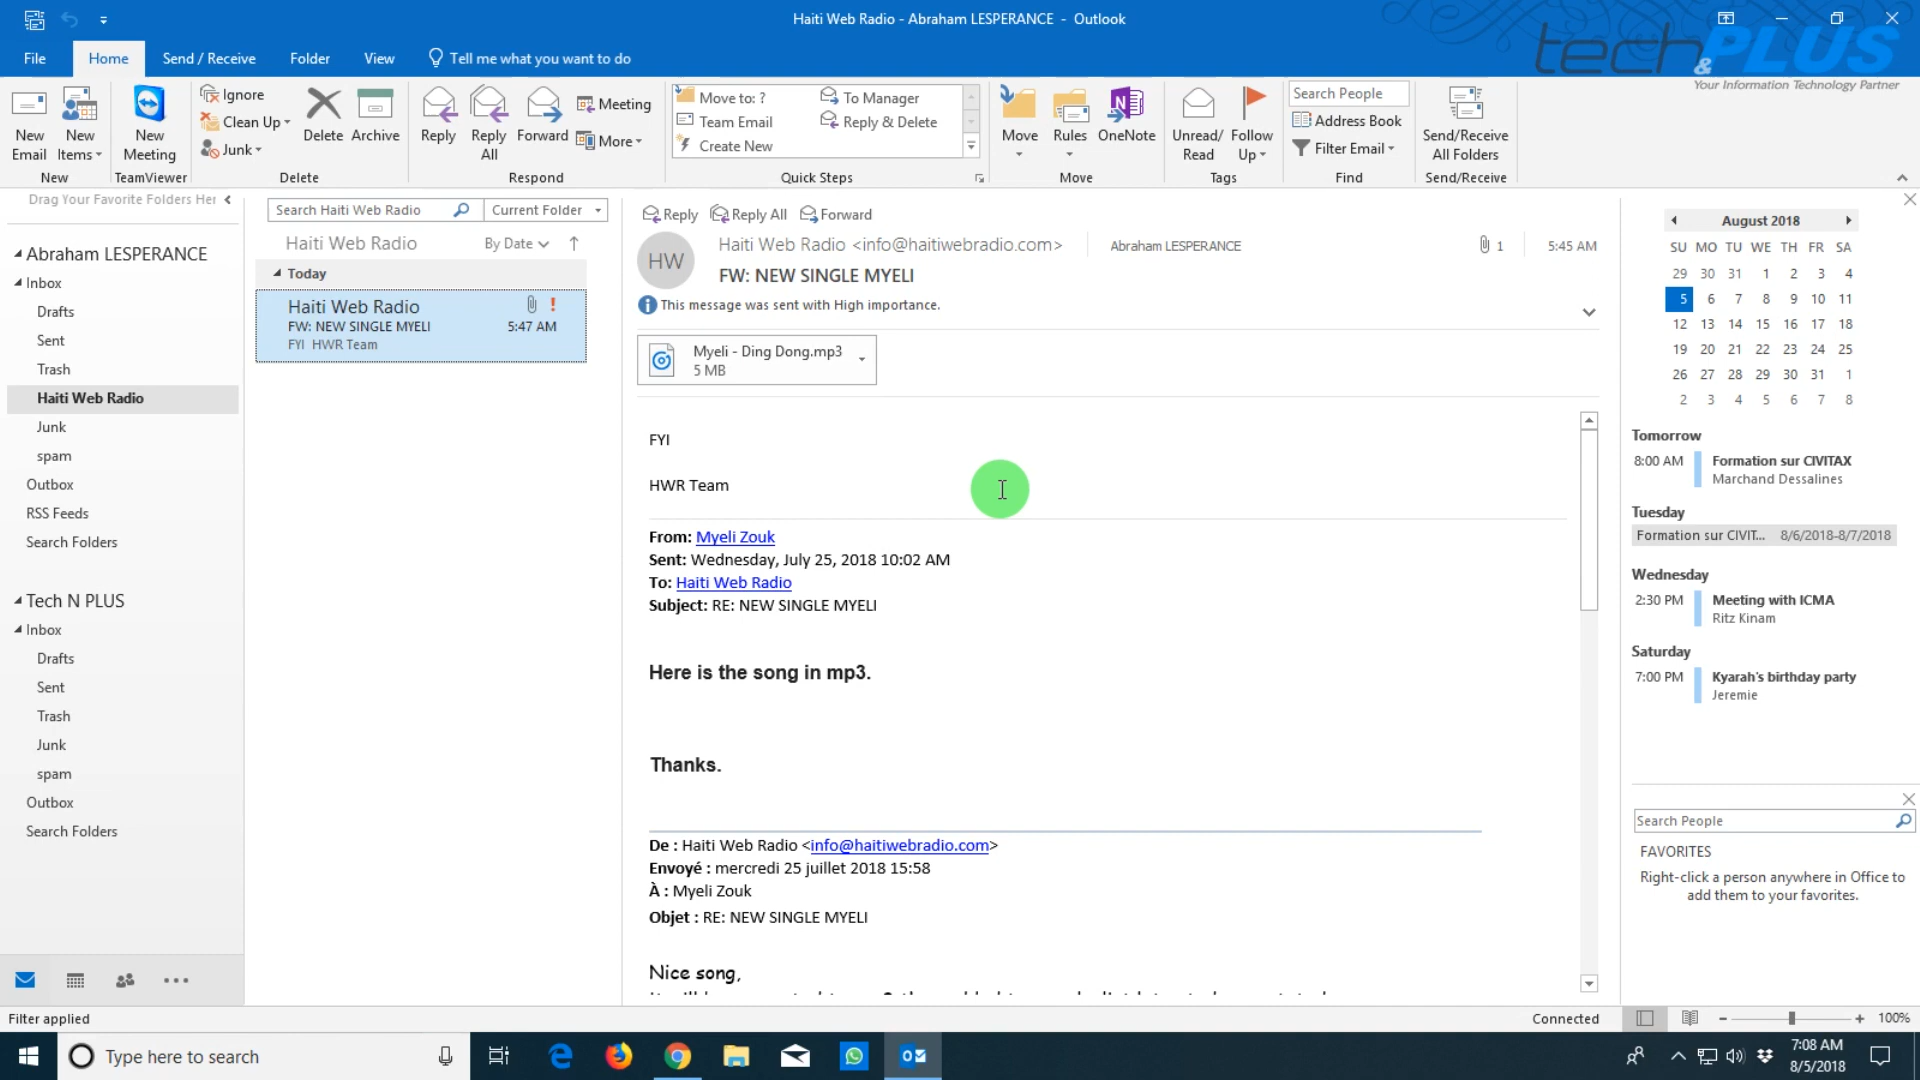 Haiti Web Radio - Abraham LESPERANCE - Outlook
tech&PLUS
Your Information Technology Partner
File Home Send / Receive Folder View Tell me what you want to do
New Email
New Items
New
New Meeting
TeamViewer
Ignore
Clean Up
Junk
Delete
Archive
Delete
Reply
Reply All
Forward
Meeting
More
Respond
Move to: ?
Team Email
Create New
To Manager
Reply & Delete
Quick Steps
Move
Rules
OneNote
Move
Unread/ Read
Follow Up
Tags
Search People
Address Book
Filter Email
Find
Send/Receive All Folders
Send/Receive
Drag Your Favorite Folders Her
Abraham LESPERANCE
Inbox
Drafts
Sent
Trash
Haiti Web Radio
Junk
spam
Outbox
RSS Feeds
Search Folders
Tech N PLUS
Inbox
Drafts
Sent
Trash
Junk
spam
Outbox
Search Folders
Search Haiti Web Radio Current Folder
Haiti Web Radio By Date
Today
Haiti Web Radio
FW: NEW SINGLE MYELI 5:47 AM
FYI HWR Team
Reply Reply All Forward
HW
Haiti Web Radio <info@haitiwebradio.com> Abraham LESPERANCE 1 5:45 AM
FW: NEW SINGLE MYELI
This message was sent with High importance.
Myeli - Ding Dong.mp3
5 MB
FYI
HWR Team
From: Myeli Zouk
Sent: Wednesday, July 25, 2018 10:02 AM
To: Haiti Web Radio
Subject: RE: NEW SINGLE MYELI
Here is the song in mp3.
Thanks.
De : Haiti Web Radio <info@haitiwebradio.com>
Envoyé : mercredi 25 juillet 2018 15:58
À : Myeli Zouk
Objet : RE: NEW SINGLE MYELI
Nice song,
August 2018
SU MO TU WE TH FR SA
29 30 31 1 2 3 4
5 6 7 8 9 10 11
12 13 14 15 16 17 18
19 20 21 22 23 24 25
26 27 28 29 30 31 1
2 3 4 5 6 7 8
Tomorrow
8:00 AM Formation sur CIVITAX
Marchand Dessalines
Tuesday
Formation sur CIVIT... 8/6/2018-8/7/2018
Wednesday
2:30 PM Meeting with ICMA
Ritz Kinam
Saturday
7:00 PM Kyarah's birthday party
Jeremie
Search People
FAVORITES
Right-click a person anywhere in Office to
add them to your favorites.
Filter applied Connected 100%
Type here to search
7:08 AM
8/5/2018